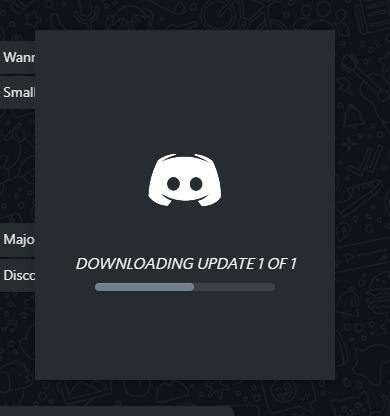 Wann
Small
DOWNLOADING UPDATE 1 OF 1
Majo
Disco